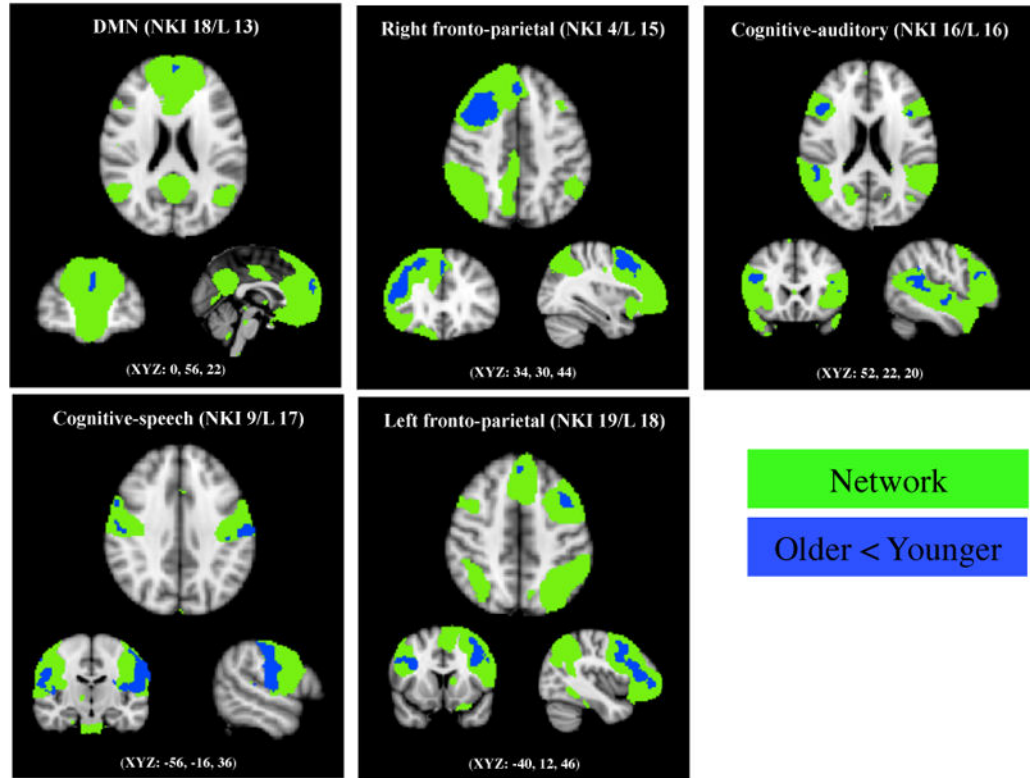 DMN (NKI 18/L 13)
(XYZ: 0, 56, 22)
Right fronto-parietal (NKI 4/L 15)
(XYZ: 34, 30, 44)
Cognitive-auditory (NKI 16/L 16)
(XYZ: 52, 22, 20)
Cognitive-speech (NKI 9/L 17)
(XYZ: -56, -16, 36)
Left fronto-parietal (NKI 19/L 18)
(XYZ: -40, 12, 46)
Network
Older < Younger